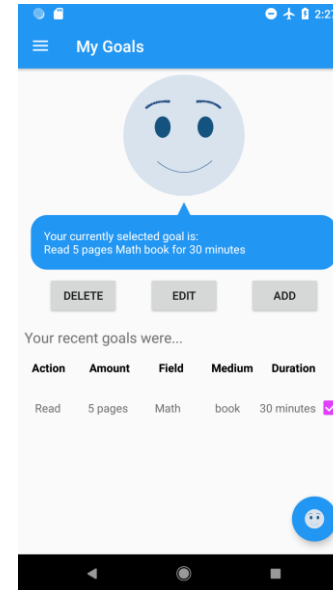 2:27
My Goals
Your currently selected goal is:
Read 5 pages Math book for 30 minutes
DELETE EDIT ADD
Your recent goals were...
Action Amount Field Medium Duration
Read 5 pages Math book 30 minutes